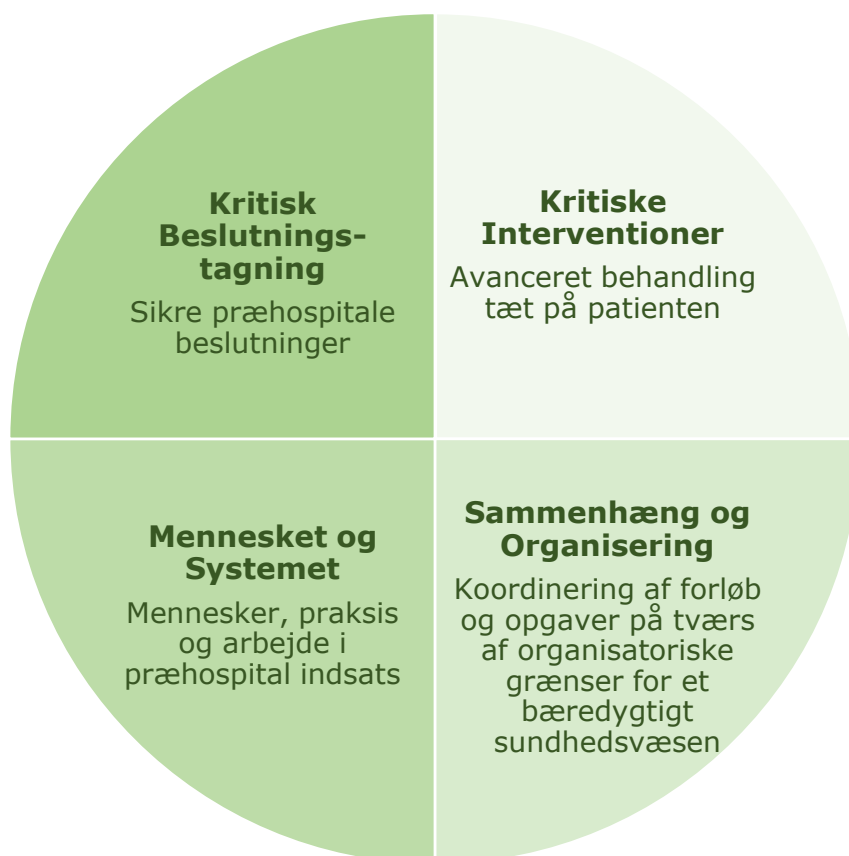 Kritisk
Beslutnings-
tagning
Sikre præhospitale
beslutninger
Kritiske
Interventioner
Avanceret behandling
tæt på patienten
Mennesket og
Systemet
Mennesker, praksis
og arbejde i
præhospital indsats
Sammenhæng og
Organisering
Koordinering af forløb
og opgaver på tværs
af organisatoriske
grænser for et
bæredygtigt
sundhedsvæsen